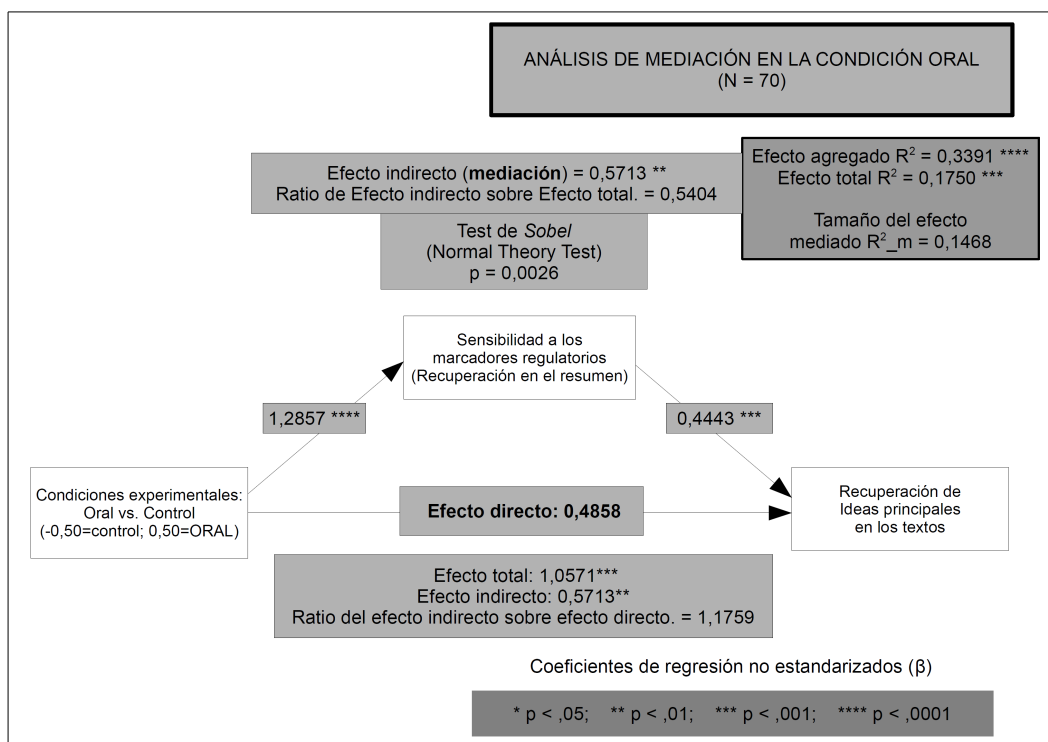 ANÁLISIS DE MEDIACIÓN EN LA CONDICIÓN ORAL
(N = 70)
Efecto indirecto (mediación) = 0,5713 **
Ratio de Efecto indirecto sobre Efecto total. = 0,5404
Efecto agregado R² = 0,3391 ****
Efecto total R² = 0,1750 ***
Tamaño del efecto
mediado R²_m = 0,1468
Test de Sobel
(Normal Theory Test)
p = 0,0026
Sensibilidad a los
marcadores regulatorios
(Recuperación en el resumen)
1,2857 ****
0,4443 ***
Condiciones experimentales:
Oral vs. Control
(-0,50=control; 0,50=ORAL)
Efecto directo: 0,4858
Recuperación de
Ideas principales
en los textos
Efecto total: 1,0571***
Efecto indirecto: 0,5713**
Ratio del efecto indirecto sobre efecto directo. = 1,1759
Coeficientes de regresión no estandarizados (β)
* p < ,05; ** p < ,01; *** p < ,001; **** p < ,0001